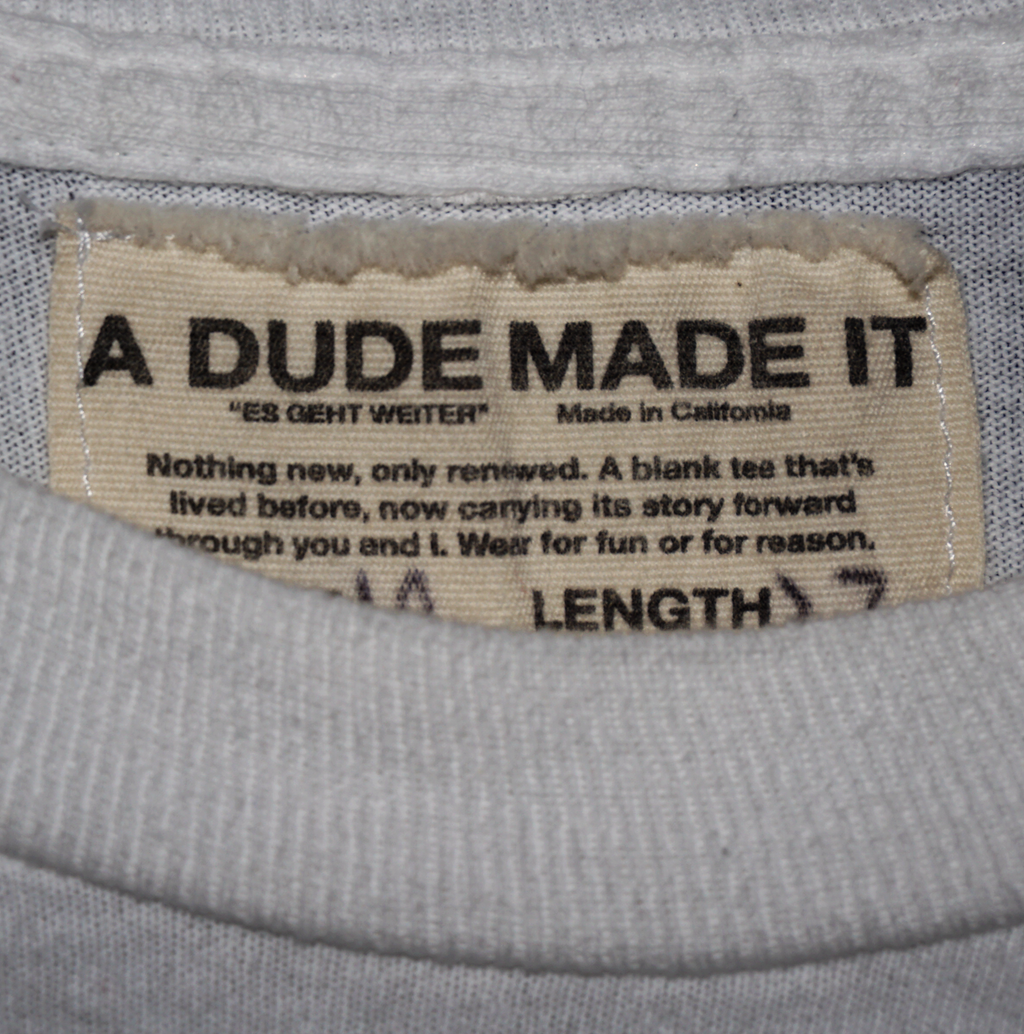 A DUDE MADE IT
"ES GEHT WEITER" Made in California
Nothing new, only renewed. A blank tee that's
lived before, now carrying its story forward
through you and I. Wear for fun or for reason.
LENGTH